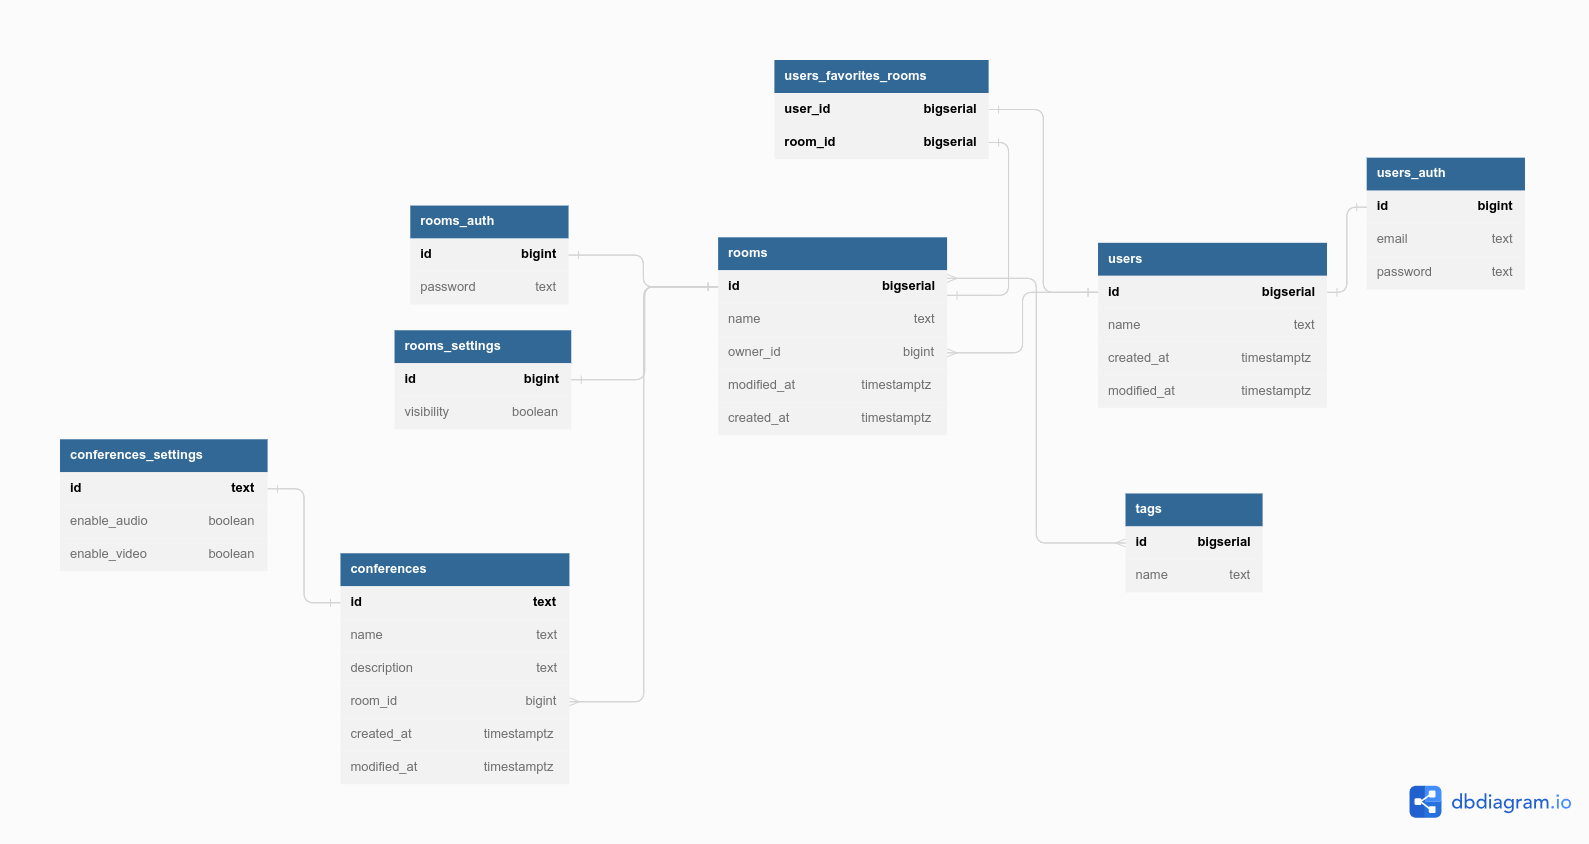 users_favorites_rooms
user_id bigserial
room_id bigserial
users_auth
id bigint
email text
password text
rooms_auth
id bigint
password text
rooms
id bigserial
name text
owner_id bigint
modified_at timestamptz
created_at timestamptz
users
id bigserial
name text
created_at timestamptz
modified_at timestamptz
rooms_settings
id bigint
visibility boolean
conferences_settings
id text
enable_audio boolean
enable_video boolean
tags
id bigserial
name text
conferences
id text
name text
description text
room_id bigint
created_at timestamptz
modified_at timestamptz
dbdiagram.io